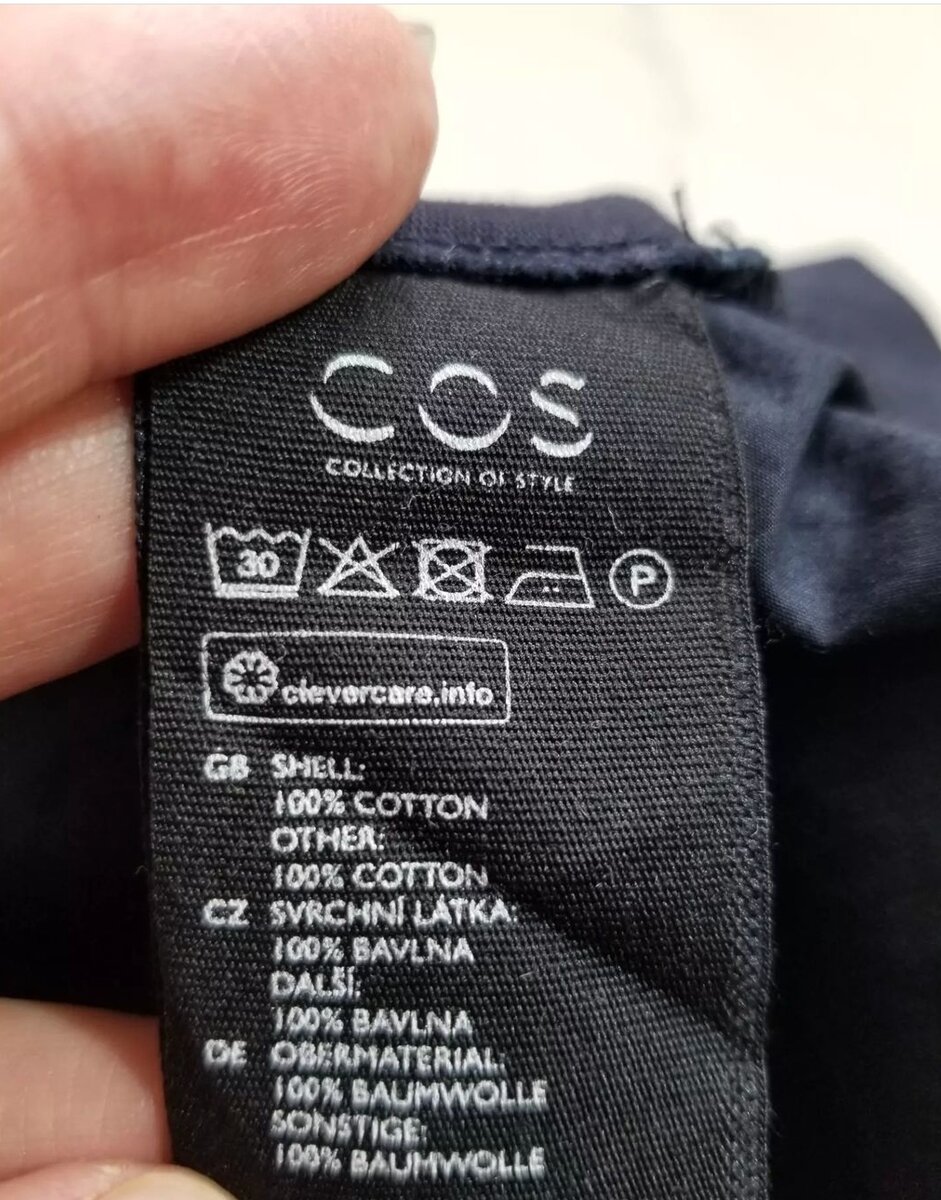 COS
COLLECTION OF STYLE
30 P
clevercare.info
GB SHELL:
100% COTTON
OTHER:
100% COTTON
CZ SVRCHNÍ LÁTKA:
100% BAVLNA
DALŠÍ:
100% BAVLNA
DE OBERMATERIAL:
100% BAUMWOLLE
SONSTIGE:
100% BAUMWOLLE